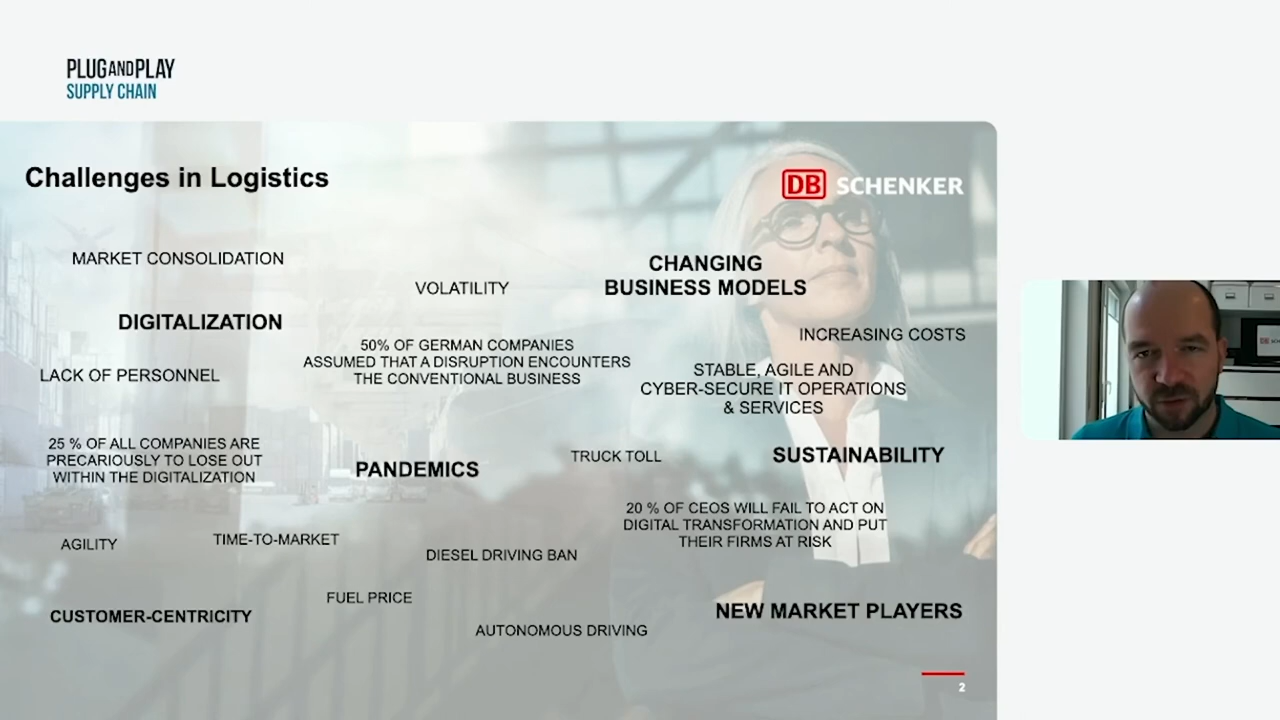 PLUGANDPLAY
SUPPLY CHAIN
Challenges in Logistics
DB SCHENKER
MARKET CONSOLIDATION
VOLATILITY
CHANGING
BUSINESS MODELS
DIGITALIZATION
INCREASING COSTS
50% OF GERMAN COMPANIES
ASSUMED THAT A DISRUPTION ENCOUNTERS
THE CONVENTIONAL BUSINESS
LACK OF PERSONNEL
STABLE, AGILE AND
CYBER-SECURE IT OPERATIONS
& SERVICES
25 % OF ALL COMPANIES ARE
PRECARIOUSLY TO LOSE OUT
WITHIN THE DIGITALIZATION
PANDEMICS
TRUCK TOLL
SUSTAINABILITY
20 % OF CEOS WILL FAIL TO ACT ON
DIGITAL TRANSFORMATION AND PUT
THEIR FIRMS AT RISK
AGILITY
TIME-TO-MARKET
DIESEL DRIVING BAN
FUEL PRICE
CUSTOMER-CENTRICITY
AUTONOMOUS DRIVING
NEW MARKET PLAYERS
2